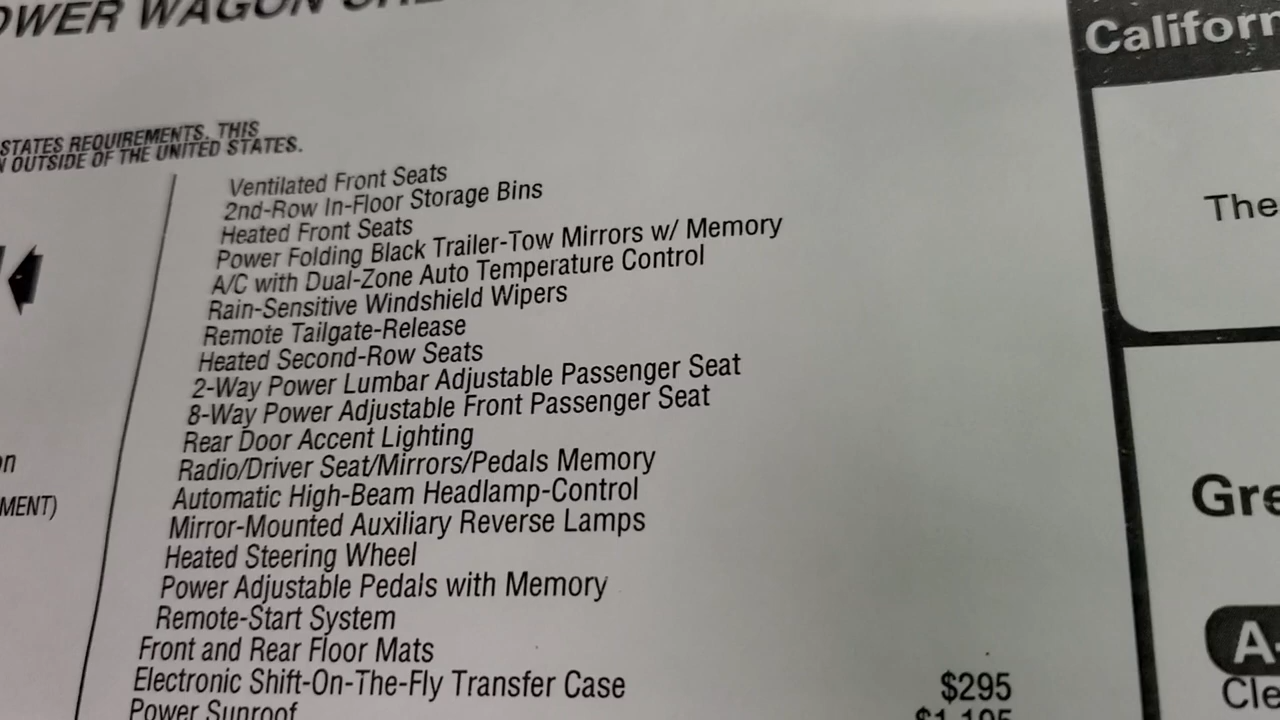 OWER WAGON
Californ
STATES REQUIREMENTS. THIS
N OUTSIDE OF THE UNITED STATES.
Ventilated Front Seats
2nd-Row In-Floor Storage Bins
Heated Front Seats
Power Folding Black Trailer-Tow Mirrors w/ Memory
A/C with Dual-Zone Auto Temperature Control
Rain-Sensitive Windshield Wipers
Remote Tailgate-Release
Heated Second-Row Seats
2-Way Power Lumbar Adjustable Passenger Seat
8-Way Power Adjustable Front Passenger Seat
Rear Door Accent Lighting
Radio/Driver Seat/Mirrors/Pedals Memory
Automatic High-Beam Headlamp-Control
Mirror-Mounted Auxiliary Reverse Lamps
Heated Steering Wheel
Power Adjustable Pedals with Memory
Remote-Start System
Front and Rear Floor Mats
Electronic Shift-On-The-Fly Transfer Case $295
Power Sunroof
on
MENT)
The
Gre
A-
Cle